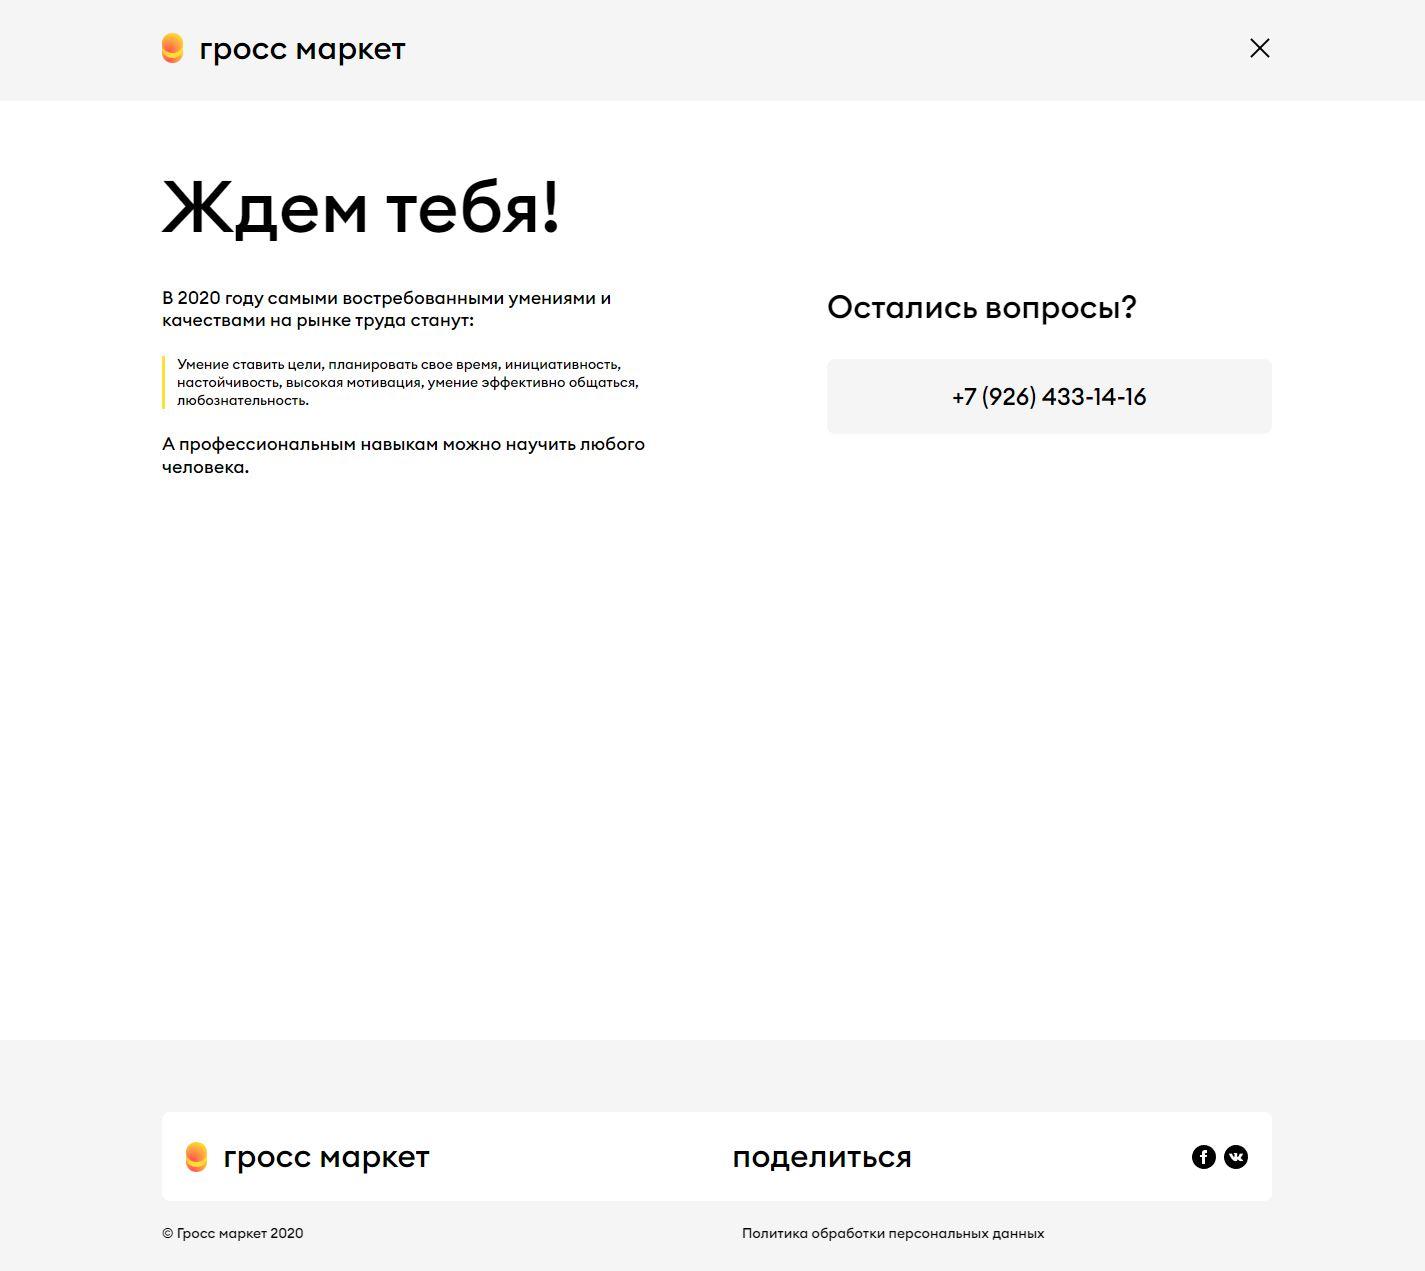 гросс маркет
Ждем тебя!
В 2020 году самыми востребованными умениями и
качествами на рынке труда станут:
Умение ставить цели, планировать свое время, инициативность,
настойчивость, высокая мотивация, умение эффективно общаться,
любознательность.
А профессиональным навыкам можно научить любого
человека.
Остались вопросы?
+7 (926) 433-14-16
гросс маркет
поделиться
© Гросс маркет 2020
Политика обработки персональных данных